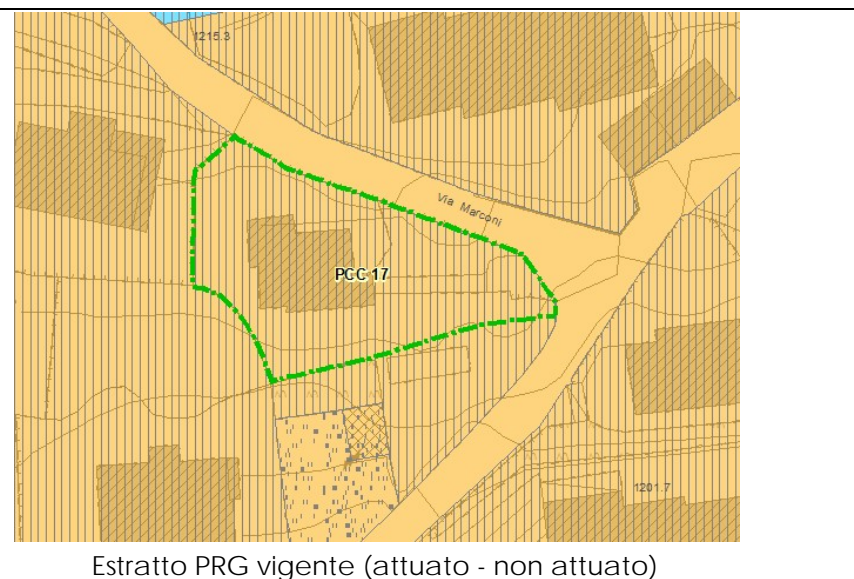 1215.3
Via Marconi
PCC 17
1201.7
Estratto PRG vigente (attuato - non attuato)